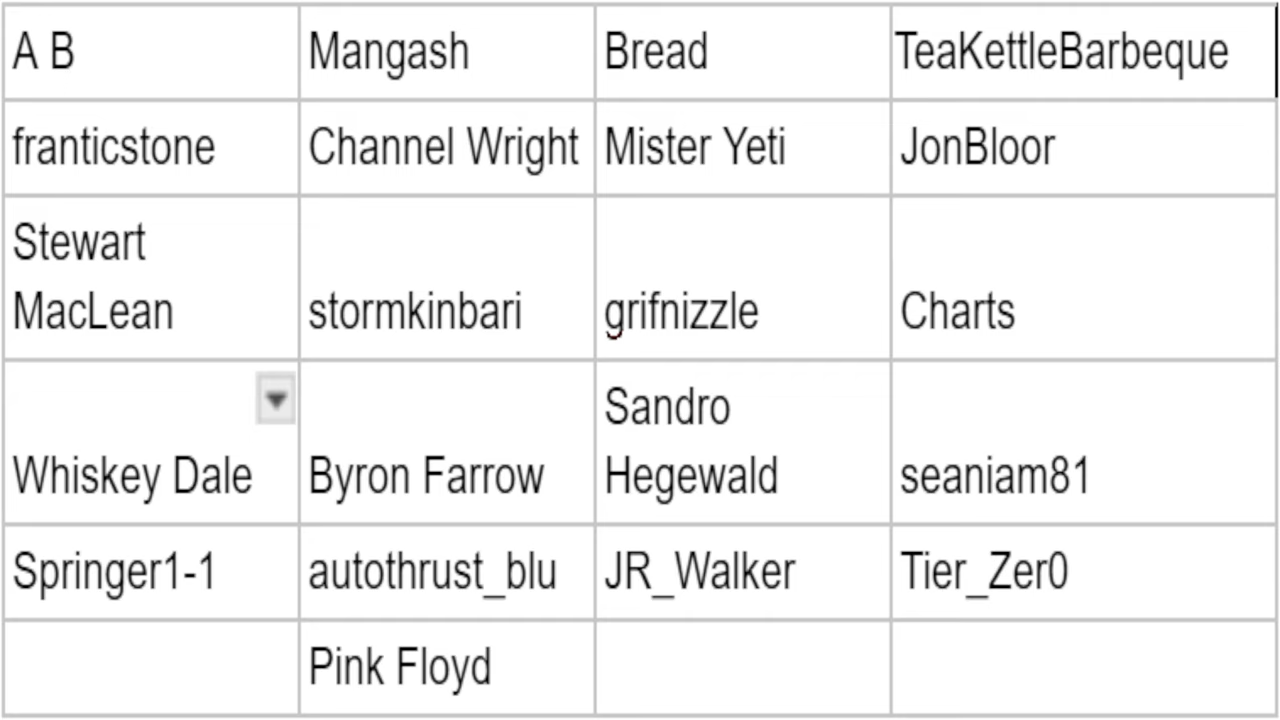 A B Mangash Bread TeaKettleBarbeque
franticstone Channel Wright Mister Yeti JonBloor
Stewart
MacLean stormkinbari grifnizzle Charts
Sandro
Whiskey Dale Byron Farrow Hegewald seaniam81
Springer1-1 autothrust_blu JR_Walker Tier_Zer0
Pink Floyd